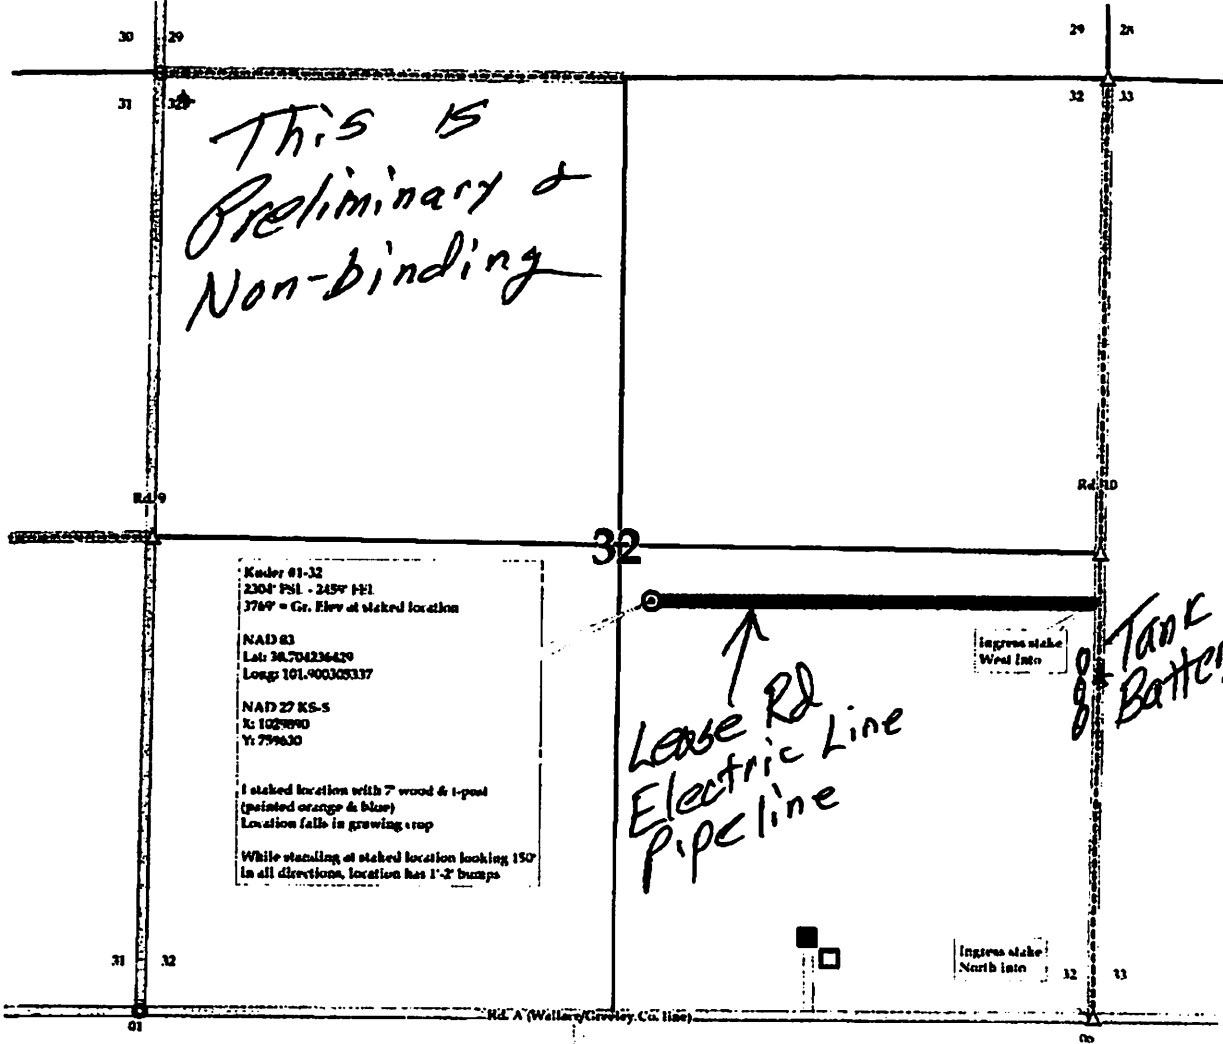 30 29
29 28
31 32
32 33
This is
Preliminary &
Non-binding
Rd. 9
Rd. 10
32
Kuder #1-32
2304' FSL - 2459' FEL
3769' = Gr. Elev at staked location
NAD 83
Lat: 38.704236429
Long: 101.900305337
NAD 27 KS-S
X: 1029890
Y: 759630
I staked location with 7' wood & t-post
(painted orange & blue)
Location falls in growing crop
While standing at staked location looking 150'
in all directions, location has 1'-2' bumps
Ingress stake
West into
Tank
Battery
Lease Rd
Electric Line
Pipeline
Ingress stake
North into
31 32
32 33
Rd. A (Wallace/Greeley Co. line)